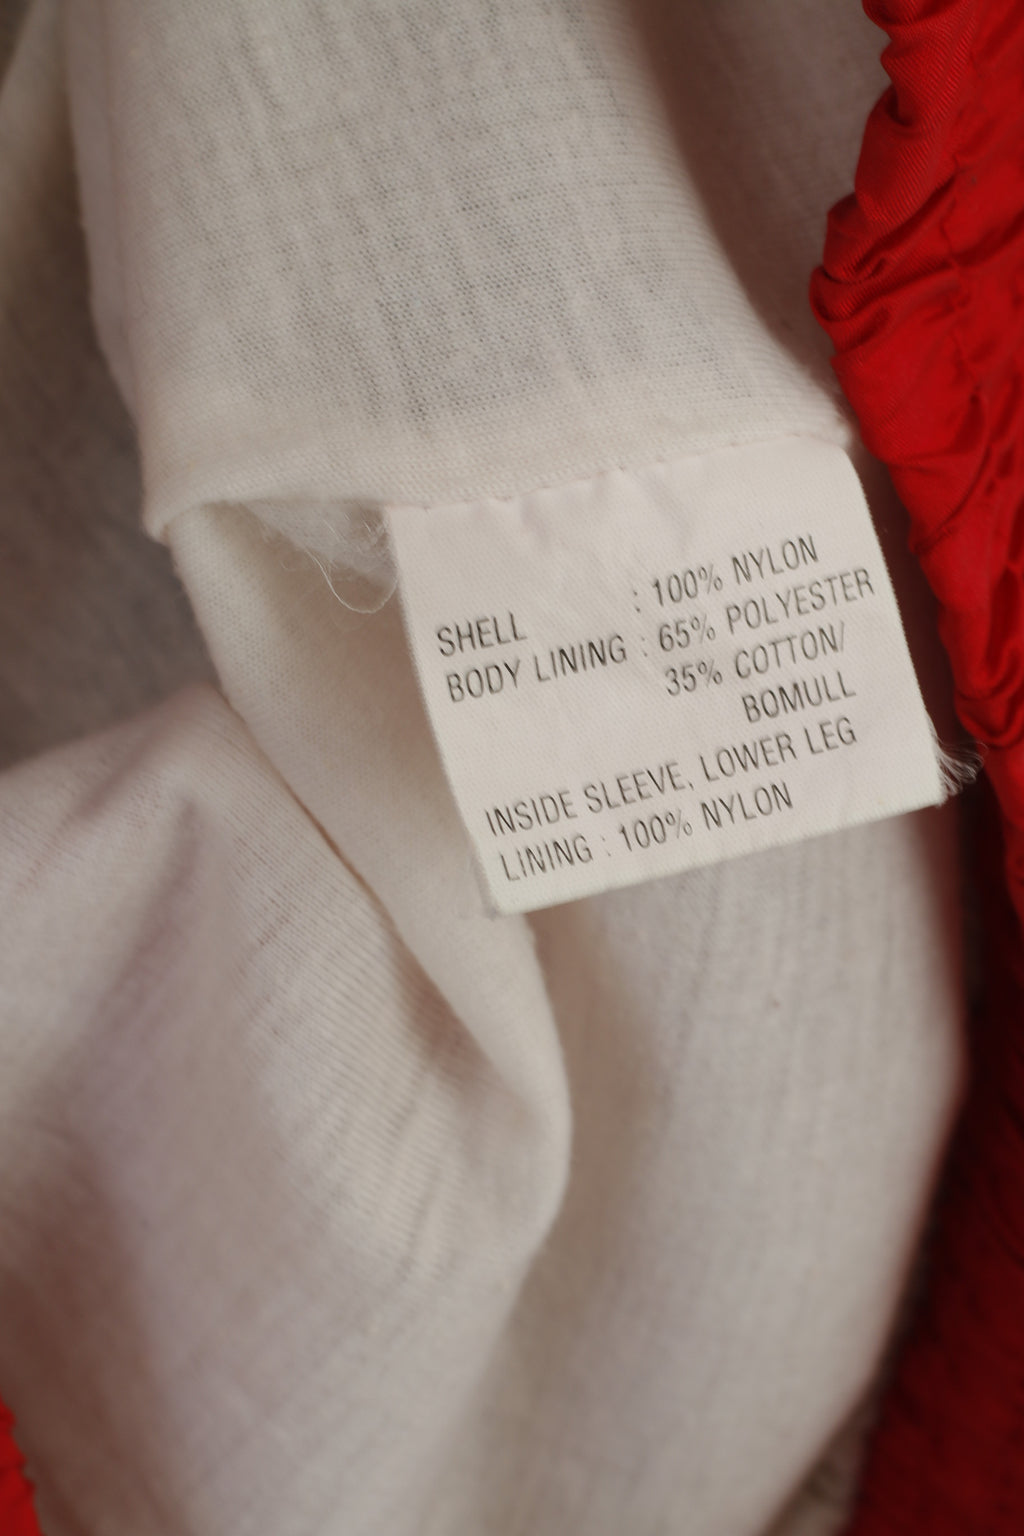 SHELL : 100% NYLON
BODY LINING : 65% POLYESTER
35% COTTON/
BOMULL
INSIDE SLEEVE, LOWER LEG
LINING : 100% NYLON